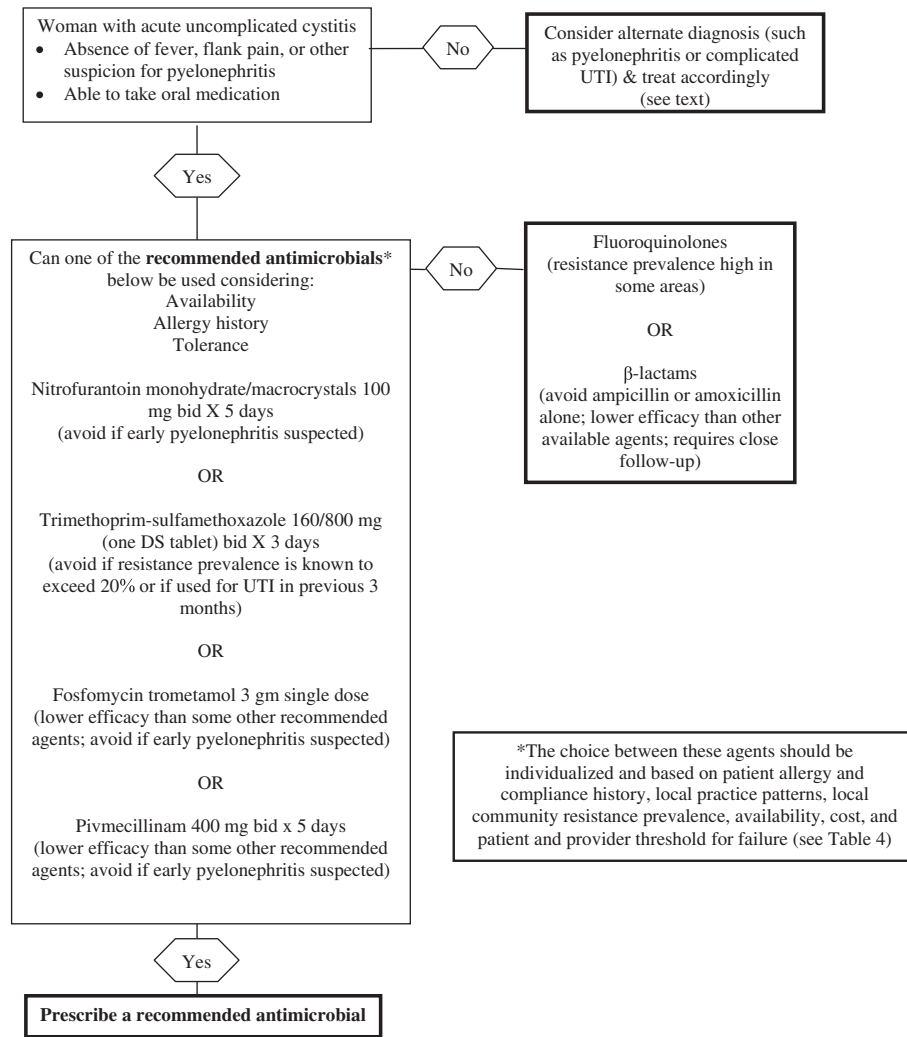 Woman with acute uncomplicated cystitis
• Absence of fever, flank pain, or other
suspicion for pyelonephritis
• Able to take oral medication
No
Consider alternate diagnosis (such
as pyelonephritis or complicated
UTI) & treat accordingly
(see text)
Yes
Can one of the recommended antimicrobials*
below be used considering:
Availability
Allergy history
Tolerance
Nitrofurantoin monohydrate/macrocrystals 100
mg bid X 5 days
(avoid if early pyelonephritis suspected)
OR
Trimethoprim-sulfamethoxazole 160/800 mg
(one DS tablet) bid X 3 days
(avoid if resistance prevalence is known to
exceed 20% or if used for UTI in previous 3
months)
OR
Fosfomycin trometamol 3 gm single dose
(lower efficacy than some other recommended
agents; avoid if early pyelonephritis suspected)
OR
Pivmecillinam 400 mg bid x 5 days
(lower efficacy than some other recommended
agents; avoid if early pyelonephritis suspected)
No
Fluoroquinolones
(resistance prevalence high in
some areas)
OR
β-lactams
(avoid ampicillin or amoxicillin
alone; lower efficacy than other
available agents; requires close
follow-up)
*The choice between these agents should be
individualized and based on patient allergy and
compliance history, local practice patterns, local
community resistance prevalence, availability, cost, and
patient and provider threshold for failure (see Table 4)
Yes
Prescribe a recommended antimicrobial